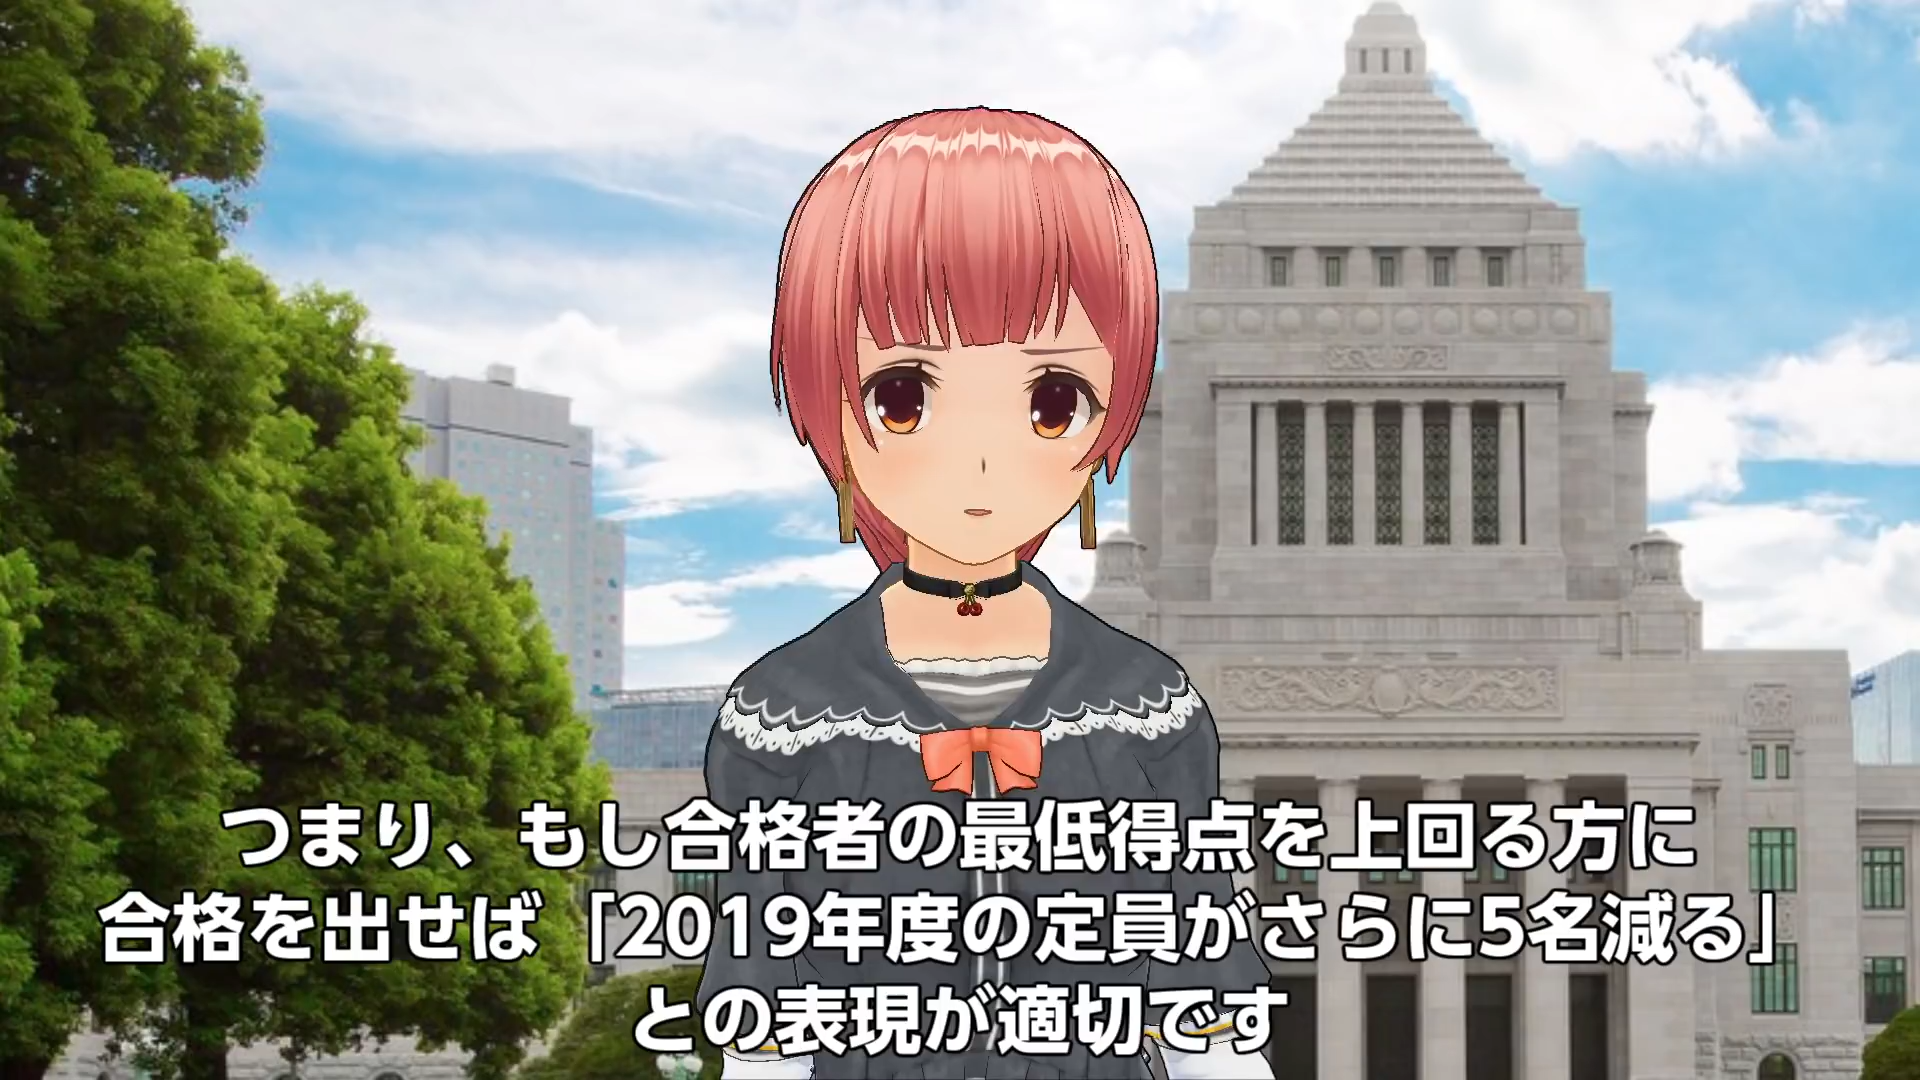 つまり、もし合格者の最低得点を上回る方に
合格を出せば「2019年度の定員がさらに5名減る」
との表現が適切です